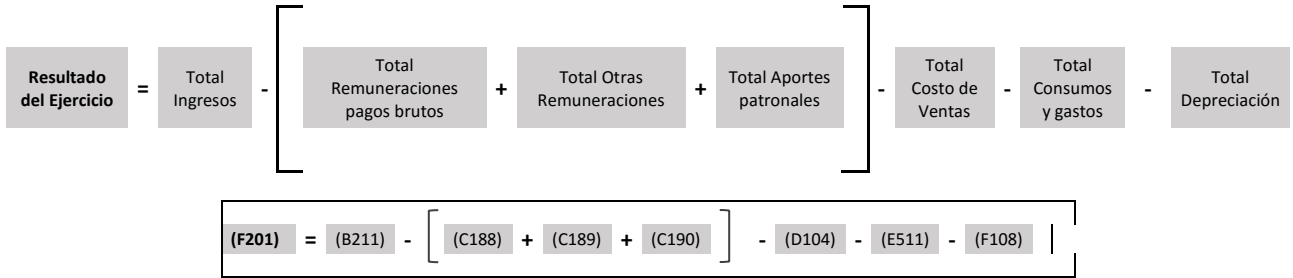 Resultado del Ejercicio = Total Ingresos - [ Total Remuneraciones pagos brutos + Total Otras Remuneraciones + Total Aportes patronales ] - Total Costo de Ventas - Total Consumos y gastos - Total Depreciación
(F201) = (B211) - [ (C188) + (C189) + (C190) ] - (D104) - (E511) - (F108)